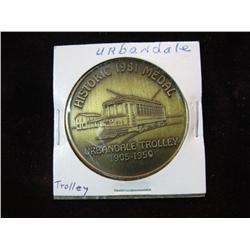 urbandale
HISTORIC 1981 MEDAL
URBANDALE TROLLEY
1905-1950
Trolley